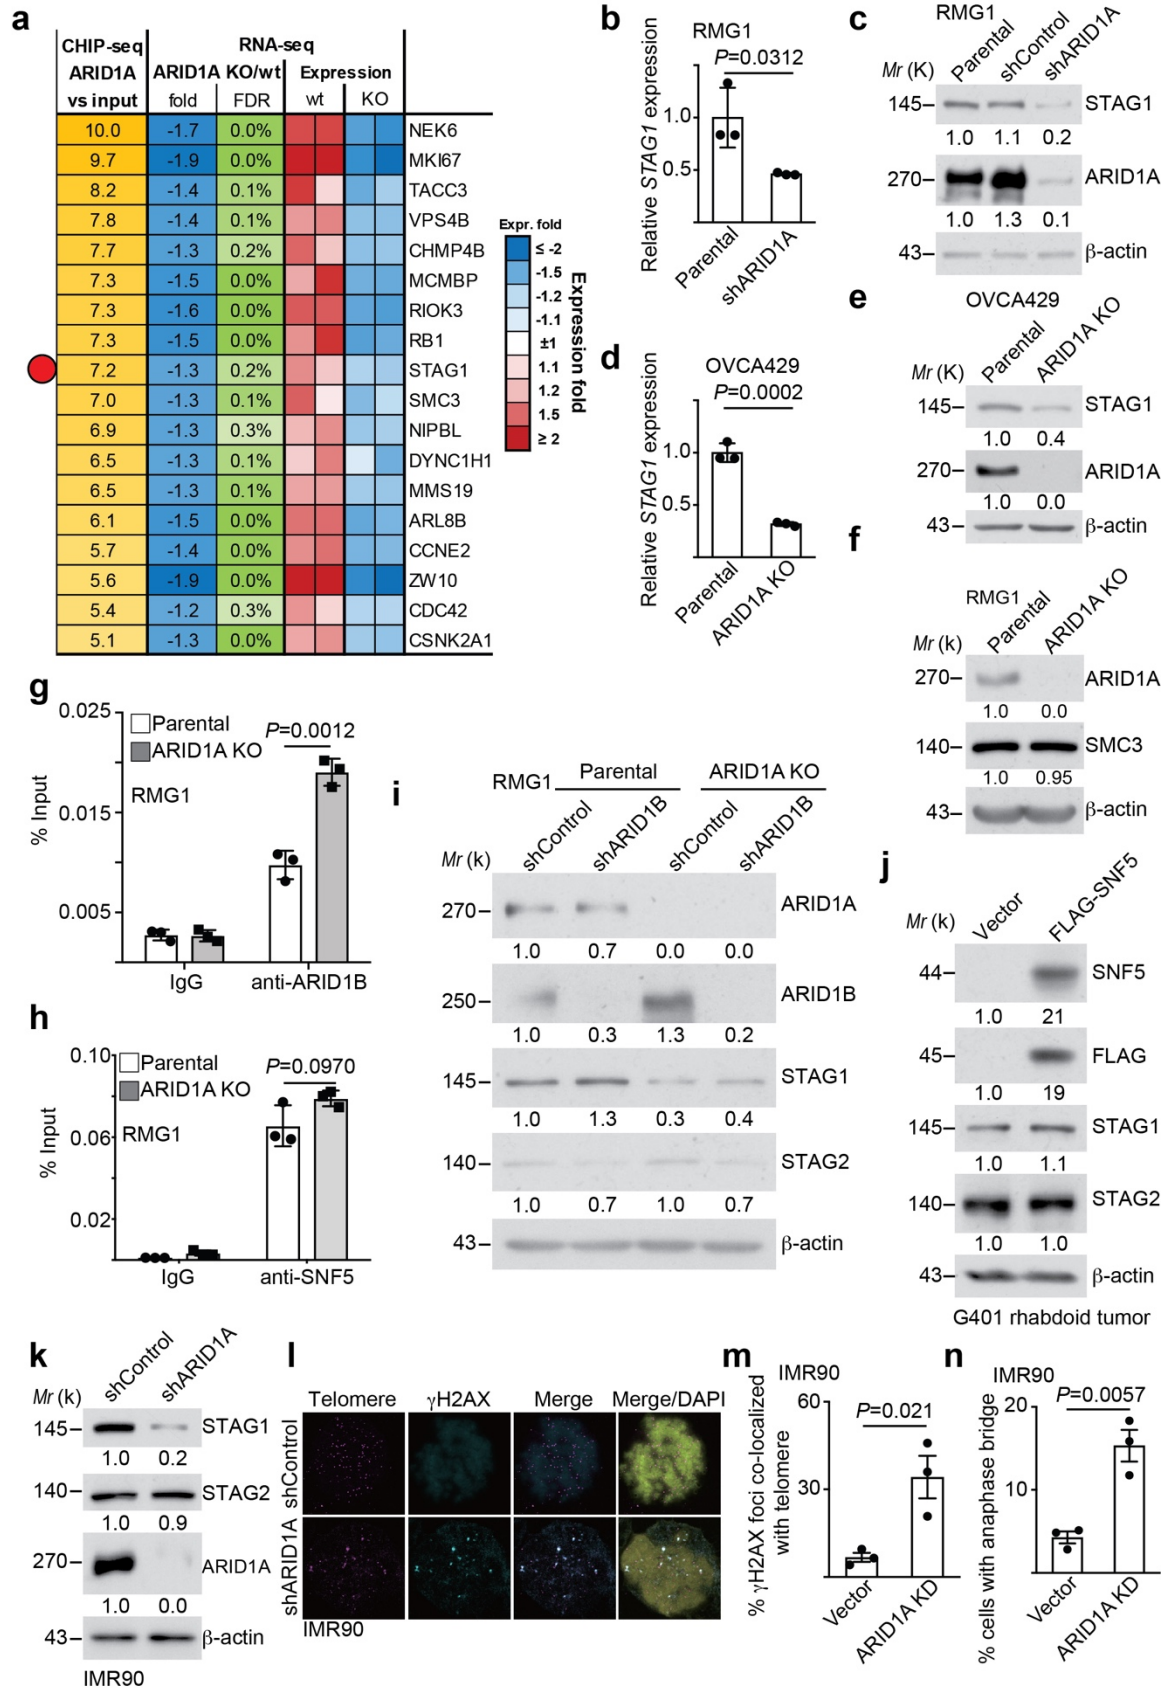 a
CHIP-seq
ARID1A
vs input
RNA-seq
ARID1A KO/wt
Expression
fold
FDR
wt
KO
10.0 -1.7 0.0% NEK6
9.7 -1.9 0.0% MKI67
8.2 -1.4 0.1% TACC3
7.8 -1.4 0.1% VPS4B
7.7 -1.3 0.2% CHMP4B
7.3 -1.5 0.0% MCMBP
7.3 -1.6 0.0% RIOK3
7.3 -1.5 0.0% RB1
7.2 -1.3 0.2% STAG1
7.0 -1.3 0.1% SMC3
6.9 -1.3 0.3% NIPBL
6.5 -1.3 0.1% DYNC1H1
6.5 -1.3 0.1% MMS19
6.1 -1.5 0.0% ARL8B
5.7 -1.4 0.0% CCNE2
5.6 -1.9 0.0% ZW10
5.4 -1.2 0.3% CDC42
5.1 -1.3 0.0% CSNK2A1
Expr. fold
≤ -2
-1.5
-1.2
-1.1
±1
1.1
1.2
1.5
≥ 2
Expression fold
b
RMG1
P=0.0312
Relative STAG1 expression
1.0
0.5
Parental
shARID1A
c
RMG1
Mr (K)
Parental
shControl
shARID1A
145
STAG1
1.0 1.1 0.2
270
ARID1A
1.0 1.3 0.1
43
β-actin
d
OVCA429
P=0.0002
Relative STAG1 expression
1.0
0.5
Parental
ARID1A KO
e
OVCA429
Mr (K)
Parental
ARID1A KO
145
STAG1
1.0 0.4
270
ARID1A
1.0 0.0
43
β-actin
f
RMG1
Mr (k)
Parental
ARID1A KO
270
ARID1A
1.0 0.0
140
SMC3
1.0 0.95
43
β-actin
g
0.025
0.015
0.005
% Input
Parental
ARID1A KO
RMG1
P=0.0012
IgG
anti-ARID1B
h
0.10
0.06
0.02
% Input
Parental
ARID1A KO
RMG1
P=0.0970
IgG
anti-SNF5
i
RMG1
Parental
ARID1A KO
Mr (k)
shControl
shARID1B
shControl
shARID1B
270
ARID1A
1.0 0.7 0.0 0.0
250
ARID1B
1.0 0.3 1.3 0.2
145
STAG1
1.0 1.3 0.3 0.4
140
STAG2
1.0 0.7 1.0 0.7
43
β-actin
j
Mr (k)
Vector
FLAG-SNF5
44
SNF5
1.0 21
45
FLAG
1.0 19
145
STAG1
1.0 1.1
140
STAG2
1.0 1.0
43
β-actin
G401 rhabdoid tumor
k
Mr (k)
shControl
shARID1A
145
STAG1
1.0 0.2
140
STAG2
1.0 0.9
270
ARID1A
1.0 0.0
43
β-actin
IMR90
l
Telomere
γH2AX
Merge
Merge/DAPI
shControl
shARID1A
IMR90
m
IMR90
P=0.021
% γH2AX foci co-localized
with telomere
60
30
Vector
ARID1A KD
n
IMR90
P=0.0057
% cells with anaphase bridge
20
10
Vector
ARID1A KD